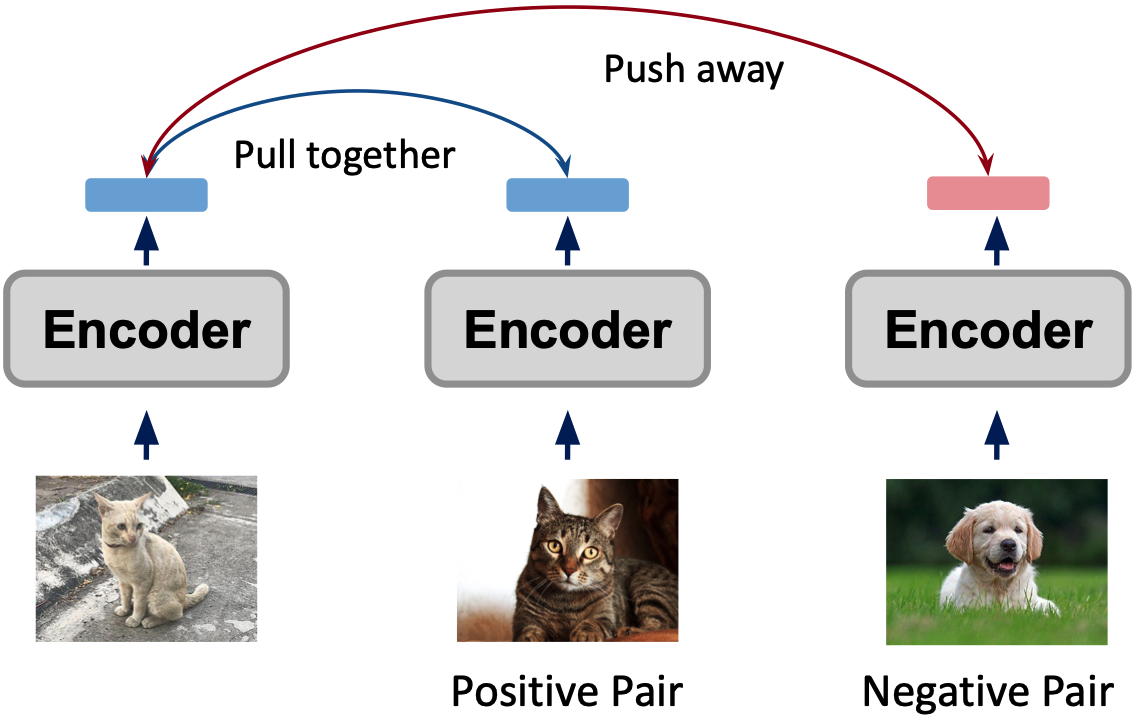 Push away
Pull together
Encoder
Encoder
Encoder
Positive Pair
Negative Pair